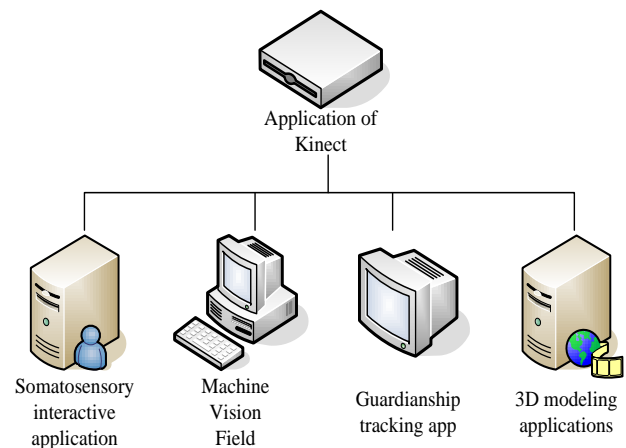 Application of
Kinect
Somatosensory
interactive
application
Machine
Vision
Field
Guardianship
tracking app
3D modeling
applications